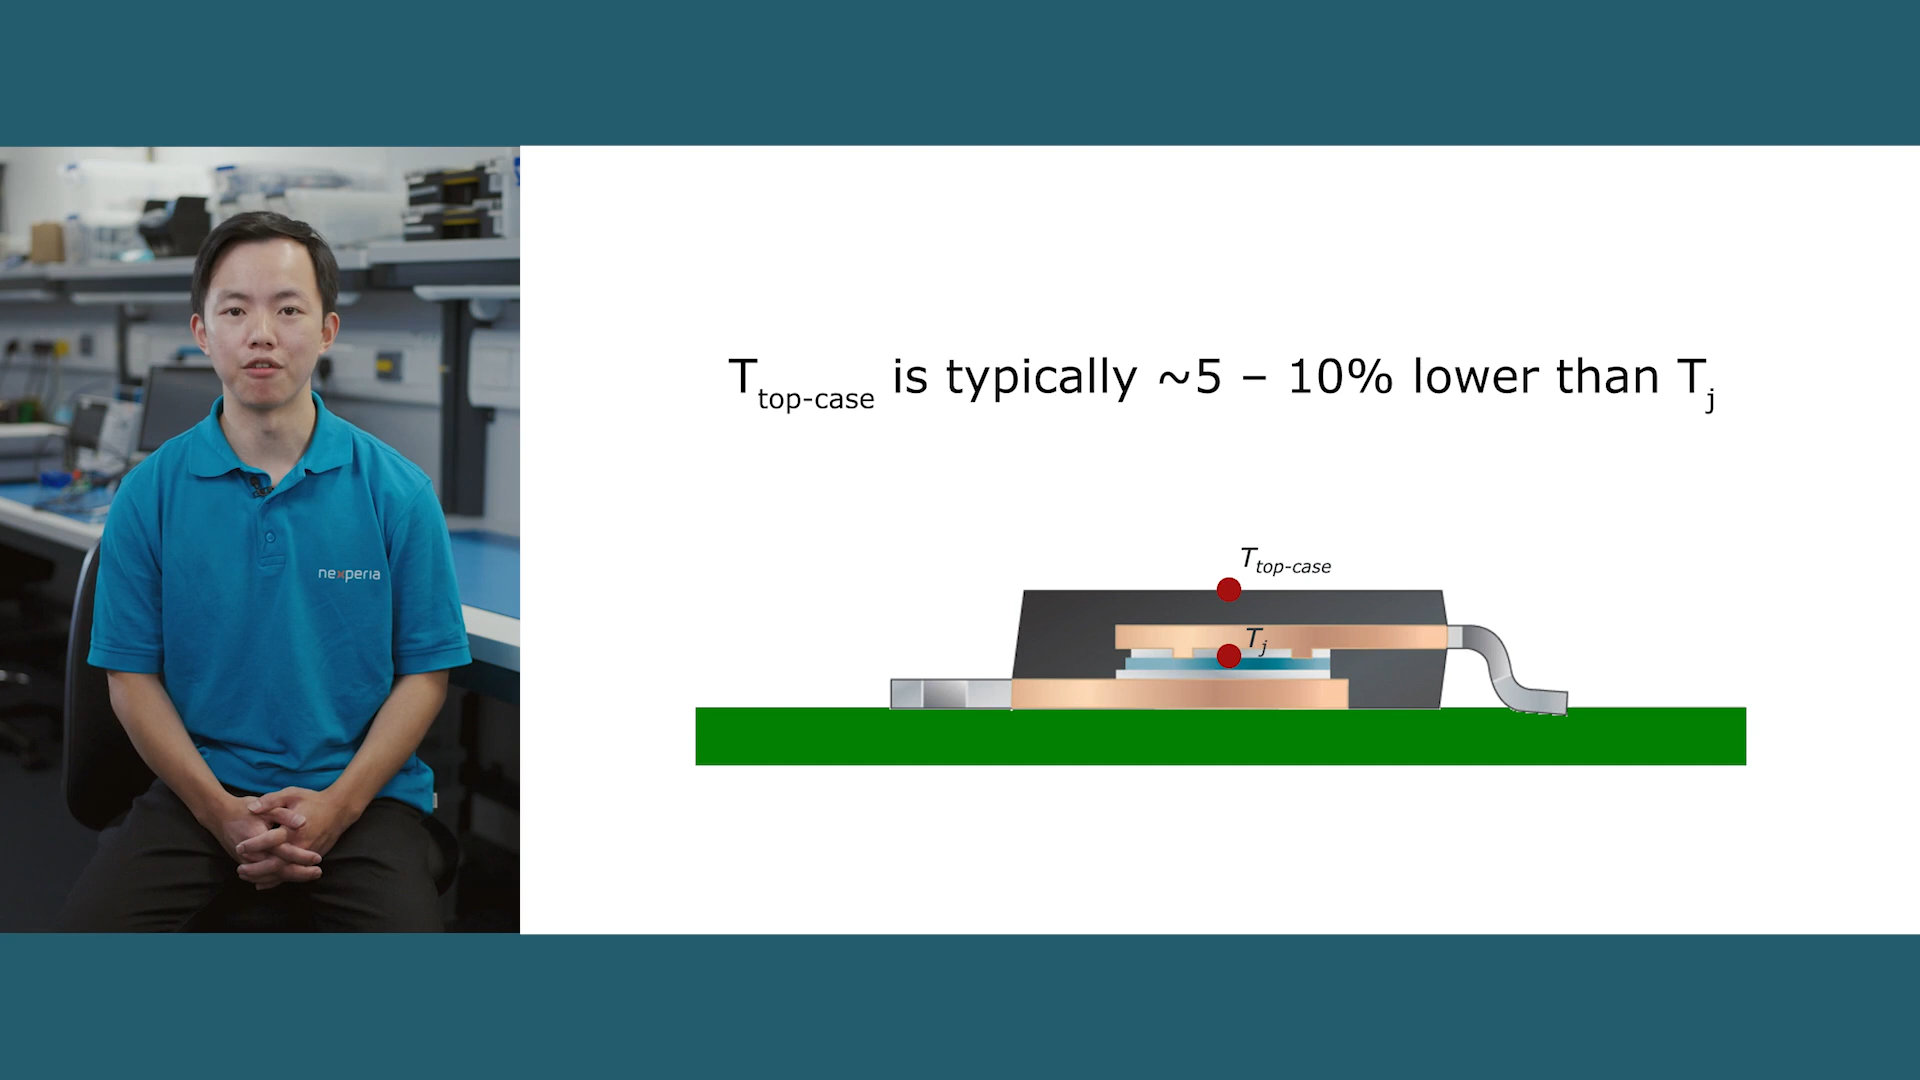 T top-case is typically ~5 – 10% lower than T j
T top-case
T j
nexperia